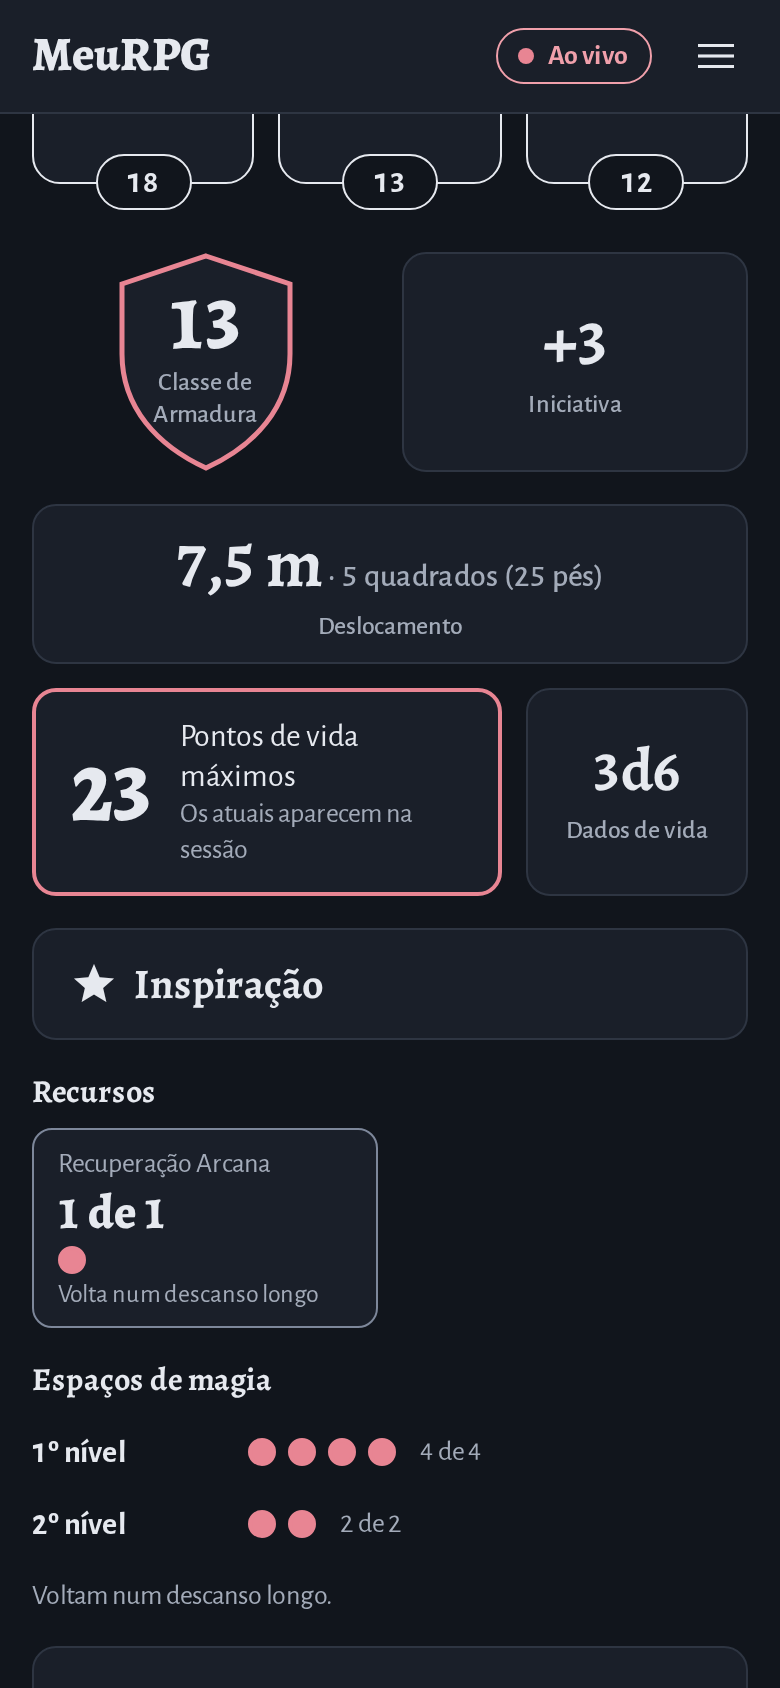 MeuRPG
Ao vivo
18
13
12
13
Classe de
Armadura
+3
Iniciativa
7,5 m · 5 quadrados (25 pés)
Deslocamento
23
Pontos de vida
máximos
Os atuais aparecem na
sessão
3d6
Dados de vida
Inspiração
Recursos
Recuperação Arcana
1 de 1
Volta num descanso longo
Espaços de magia
1º nível
4 de 4
2º nível
2 de 2
Voltam num descanso longo.